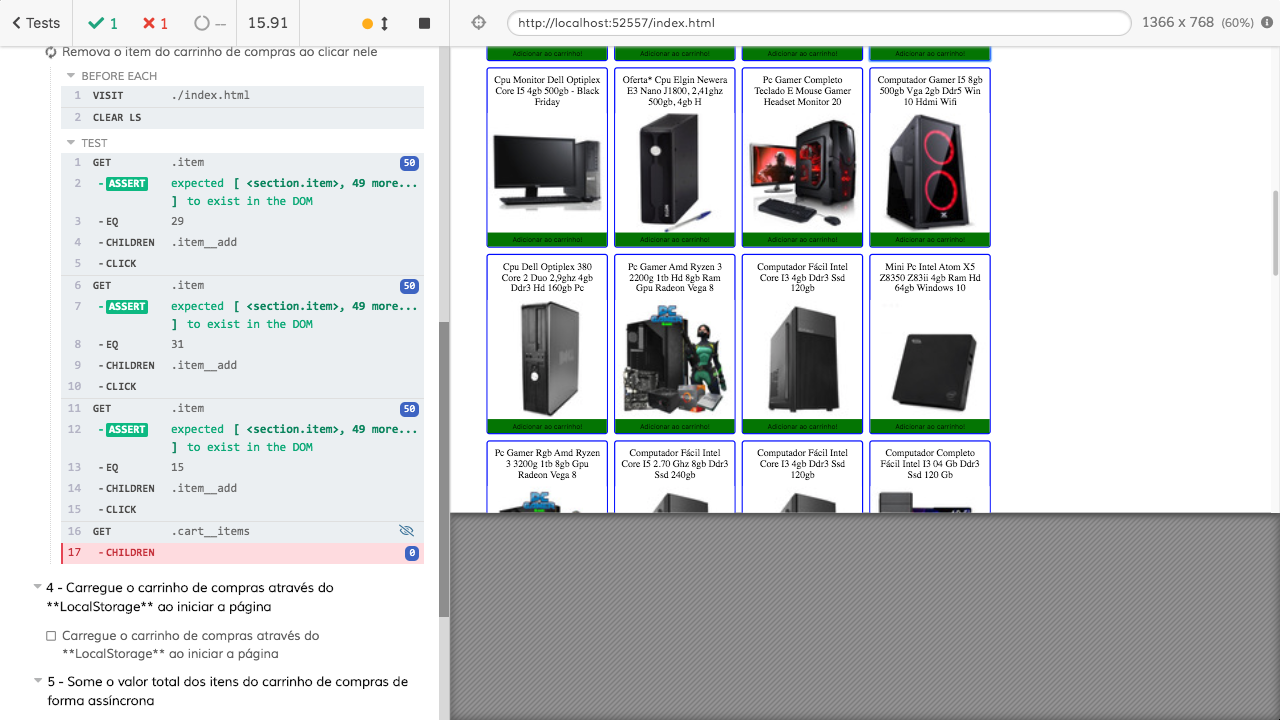 Tests
1
1
--
15.91
http://localhost:52557/index.html
1366 x 768 (60%)
Remova o item do carrinho de compras ao clicar nele
BEFORE EACH
1 VISIT ./index.html
2 CLEAR LS
TEST
1 GET .item 50
2 -ASSERT expected [ <section.item>, 49 more...
] to exist in the DOM
3 -EQ 29
4 -CHILDREN .item__add
5 -CLICK
6 GET .item 50
7 -ASSERT expected [ <section.item>, 49 more...
] to exist in the DOM
8 -EQ 31
9 -CHILDREN .item__add
10 -CLICK
11 GET .item 50
12 -ASSERT expected [ <section.item>, 49 more...
] to exist in the DOM
13 -EQ 15
14 -CHILDREN .item__add
15 -CLICK
16 GET .cart__items
17 -CHILDREN 0
4 - Carregue o carrinho de compras através do
**LocalStorage** ao iniciar a página
Carregue o carrinho de compras através do
**LocalStorage** ao iniciar a página
5 - Some o valor total dos itens do carrinho de compras de
forma assíncrona
Adicionar ao carrinho!
Adicionar ao carrinho!
Adicionar ao carrinho!
Adicionar ao carrinho!
Cpu Monitor Dell Optiplex
Core I5 4gb 500gb - Black
Friday
Adicionar ao carrinho!
Oferta* Cpu Elgin Newera
E3 Nano J1800, 2,41ghz
500gb, 4gb H
Adicionar ao carrinho!
Pc Gamer Completo
Teclado E Mouse Gamer
Headset Monitor 20
Adicionar ao carrinho!
Computador Gamer I5 8gb
500gb Vga 2gb Ddr5 Win
10 Hdmi Wifi
Adicionar ao carrinho!
Cpu Dell Optiplex 380
Core 2 Duo 2,9ghz 4gb
Ddr3 Hd 160gb Pc
Adicionar ao carrinho!
Pc Gamer Amd Ryzen 3
2200g 1tb Hd 8gb Ram
Gpu Radeon Vega 8
PC
GAMER
Adicionar ao carrinho!
Computador Fácil Intel
Core I3 4gb Ddr3 Ssd
120gb
Adicionar ao carrinho!
Mini Pc Intel Atom X5
Z8350 Z83ii 4gb Ram Hd
64gb Windows 10
Adicionar ao carrinho!
Pc Gamer Rgb Amd Ryzen
3 3200g 1tb 8gb Gpu
Radeon Vega 8
PC
Computador Fácil Intel
Core I5 2.70 Ghz 8gb Ddr3
Ssd 240gb
Computador Fácil Intel
Core I3 4gb Ddr3 Ssd
120gb
Computador Completo
Fácil Intel I3 04 Gb Ddr3
Ssd 120 Gb